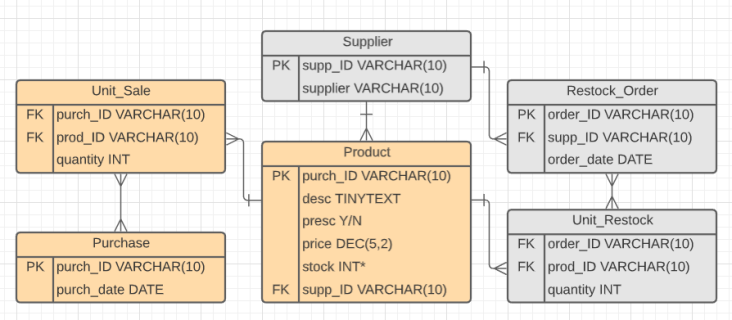 Supplier
PK supp_ID VARCHAR(10)
supplier VARCHAR(10)
Unit_Sale
FK purch_ID VARCHAR(10)
FK prod_ID VARCHAR(10)
quantity INT
Restock_Order
PK order_ID VARCHAR(10)
FK supp_ID VARCHAR(10)
order_date DATE
Product
PK purch_ID VARCHAR(10)
desc TINYTEXT
presc Y/N
price DEC(5,2)
stock INT*
FK supp_ID VARCHAR(10)
Purchase
PK purch_ID VARCHAR(10)
purch_date DATE
Unit_Restock
FK order_ID VARCHAR(10)
FK prod_ID VARCHAR(10)
quantity INT